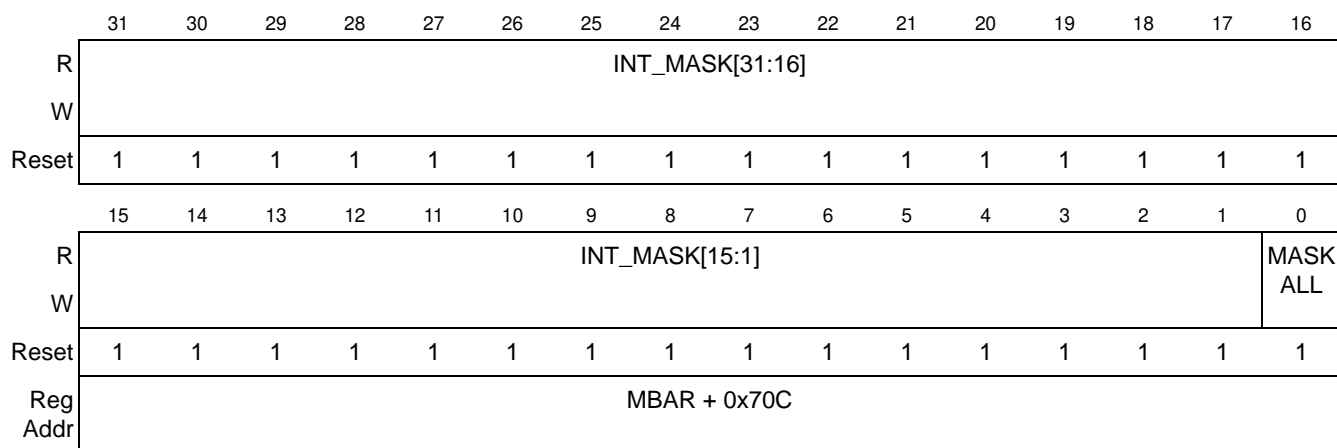 31 30 29 28 27 26 25 24 23 22 21 20 19 18 17 16
R INT_MASK[31:16]
W
Reset 1 1 1 1 1 1 1 1 1 1 1 1 1 1 1 1
15 14 13 12 11 10 9 8 7 6 5 4 3 2 1 0
R INT_MASK[15:1] MASK
ALL
W
Reset 1 1 1 1 1 1 1 1 1 1 1 1 1 1 1 1
Reg MBAR + 0x70C
Addr